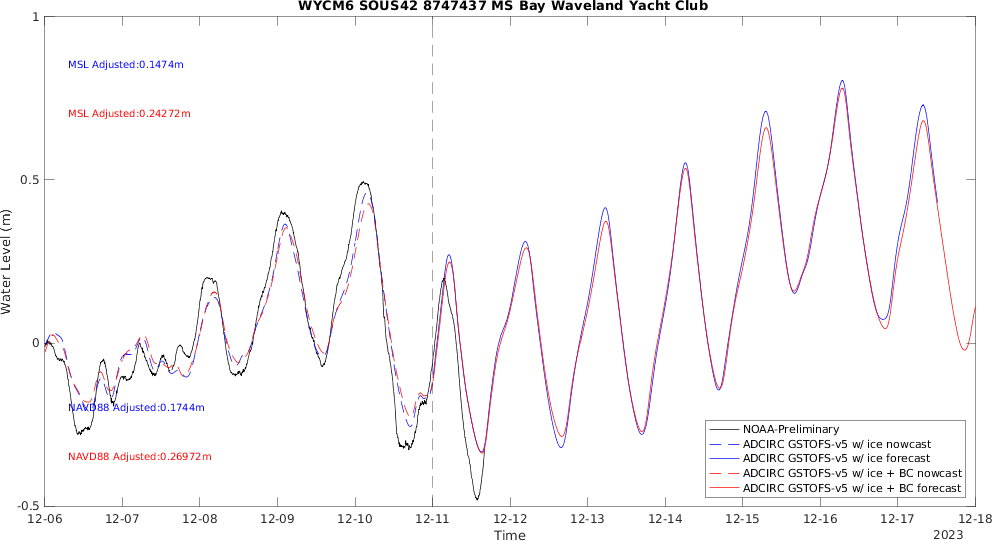 WYCM6 SOUS42 8747437 MS Bay Waveland Yacht Club
1
0.5
0
-0.5
Water Level (m)
MSL Adjusted:0.1474m
MSL Adjusted:0.24272m
NAVD88 Adjusted:0.1744m
NAVD88 Adjusted:0.26972m
NOAA-Preliminary
ADCIRC GSTOFS-v5 w/ ice nowcast
ADCIRC GSTOFS-v5 w/ ice forecast
ADCIRC GSTOFS-v5 w/ ice + BC nowcast
ADCIRC GSTOFS-v5 w/ ice + BC forecast
12-06 12-07 12-08 12-09 12-10 12-11 12-12 12-13 12-14 12-15 12-16 12-17 12-18
Time
2023